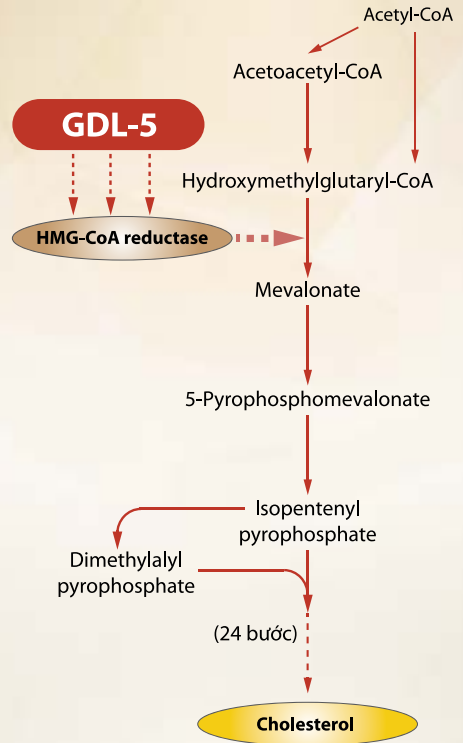 Acetyl-CoA
Acetoacetyl-CoA
GDL-5
Hydroxymethylglutaryl-CoA
HMG-CoA reductase
Mevalonate
5-Pyrophosphomevalonate
Isopentenyl
pyrophosphate
Dimethylalyl
pyrophosphate
(24 bước)
Cholesterol